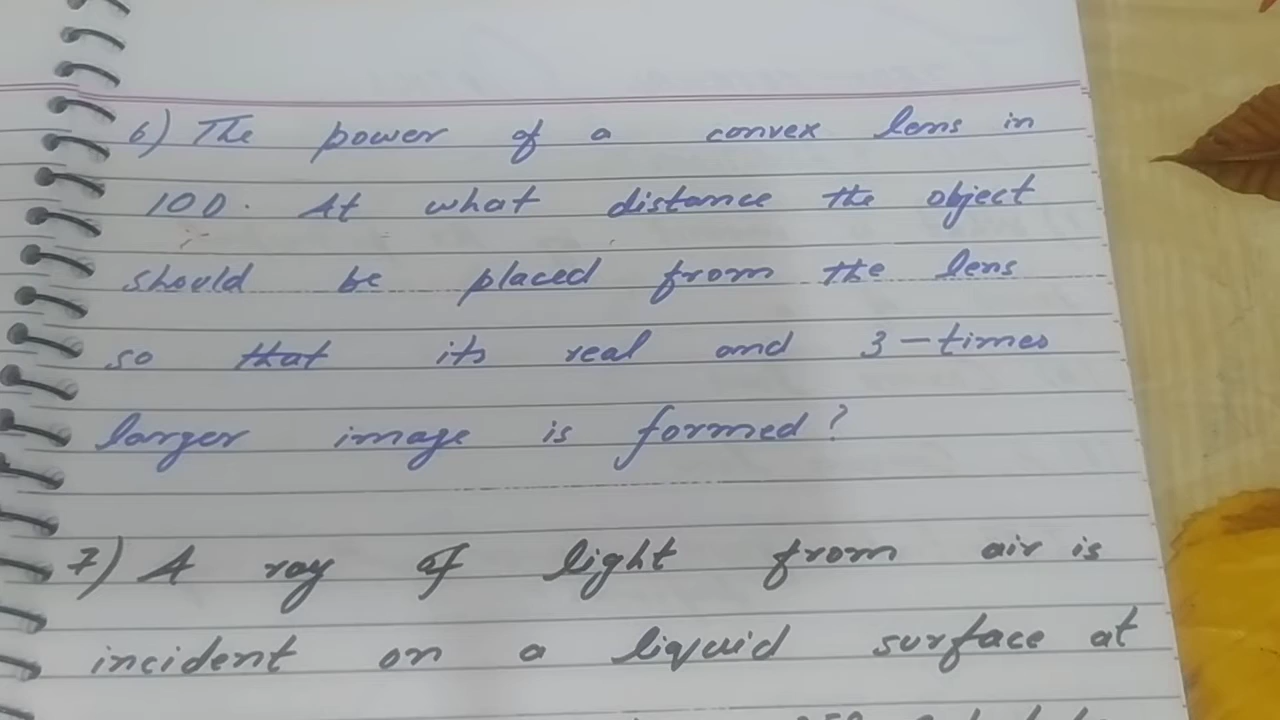 6) The power of a convex lens in
10D. At what distance the object
should be placed from the lens
so that its real and 3-times
larger image is formed?
7) A ray of light from air is
incident on a liquid surface at